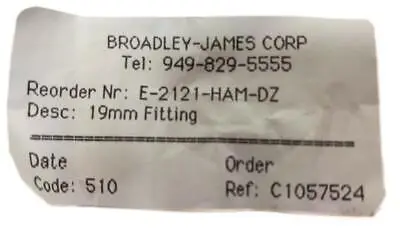 BROADLEY-JAMES CORP
Tel: 949-829-5555
Reorder Nr: E-2121-HAM-DZ
Desc: 19mm Fitting
================================
Date Order
Code: 510 Ref: C1057524